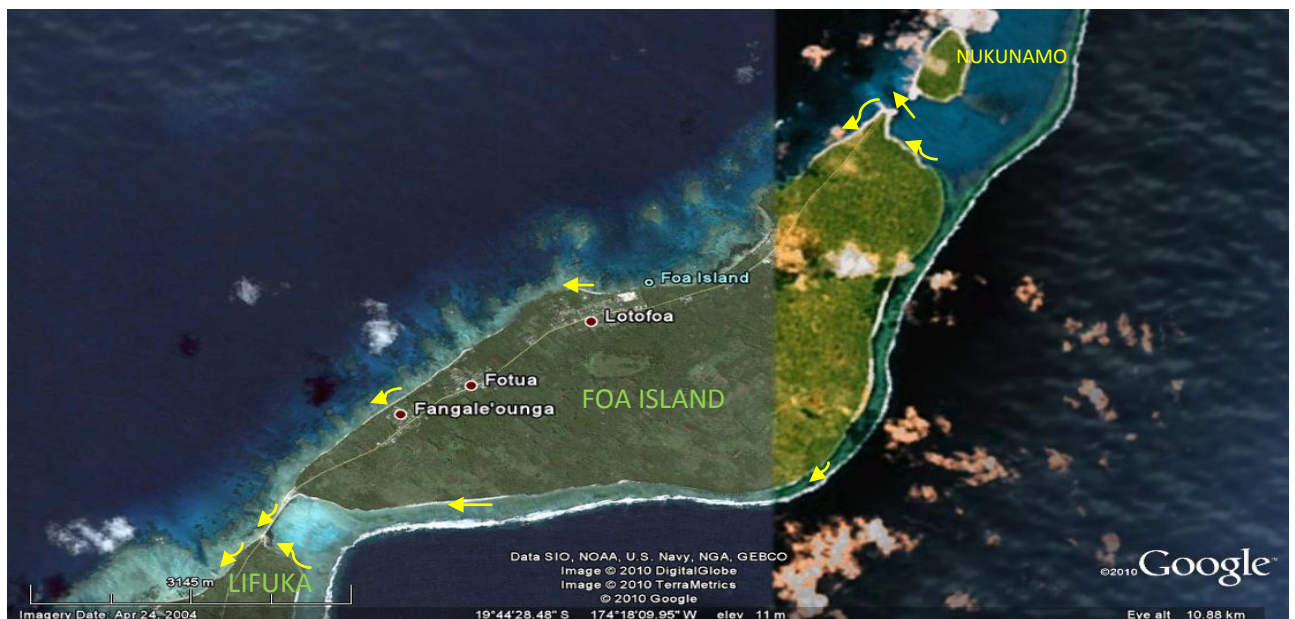 NUKUNAMO
Foa Island
Lotofoa
Fotua
FOA ISLAND
Fangale'ounga
Data SIO, NOAA, U.S. Navy, NGA, GEBCO
Image © 2010 DigitalGlobe
Image © 2010 TerraMetrics
© 2010 Google
©2010 Google™
LIFUKA
3145 m
Imagery Date: Apr 24, 2004
19°44'28.48" S 174°18'09.95" W elev 11 m
Eye alt 10.88 km